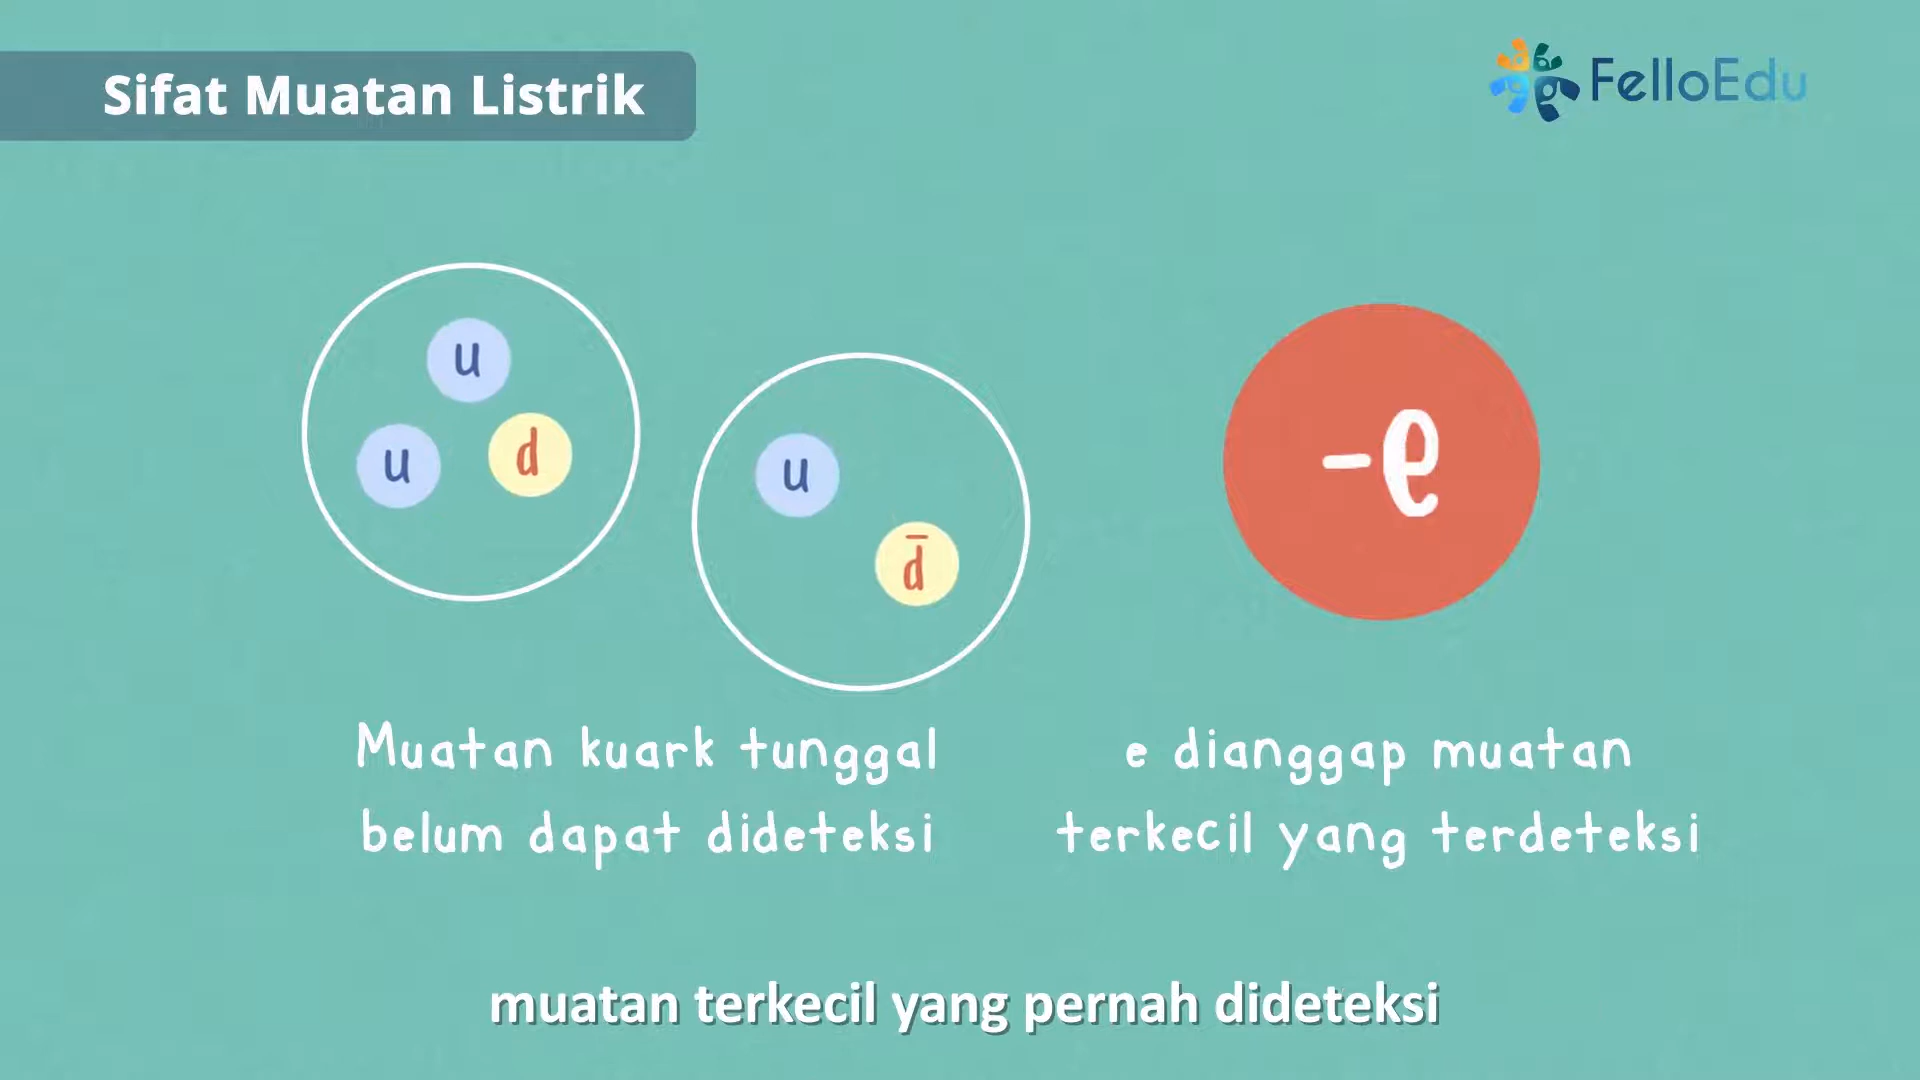 Sifat Muatan Listrik
FelloEdu
u
u
d
u
d̄
-e
Muatan kuark tunggal
belum dapat dideteksi
e dianggap muatan
terkecil yang terdeteksi
muatan terkecil yang pernah dideteksi